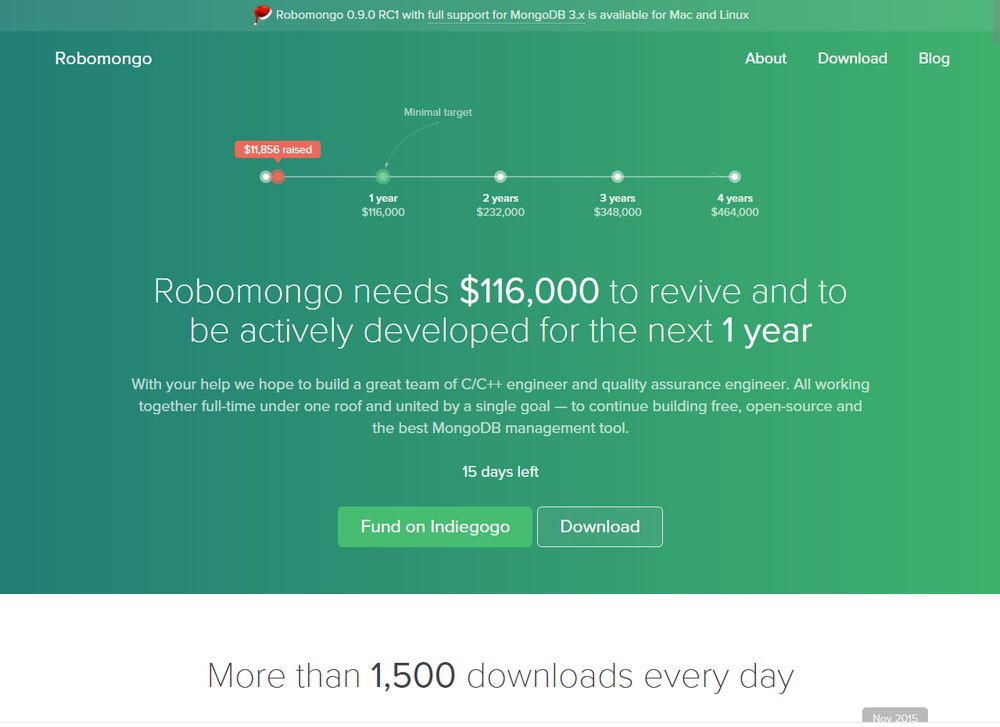 Robomongo 0.9.0 RC1 with full support for MongoDB 3.x is available for Mac and Linux
Robomongo
About Download Blog
Minimal target
$11,856 raised
1 year 2 years 3 years 4 years
$116,000 $232,000 $348,000 $464,000
Robomongo needs $116,000 to revive and to
be actively developed for the next 1 year
With your help we hope to build a great team of C/C++ engineer and quality assurance engineer. All working
together full-time under one roof and united by a single goal — to continue building free, open-source and
the best MongoDB management tool.
15 days left
Fund on Indiegogo Download
More than 1,500 downloads every day
Nov 2015